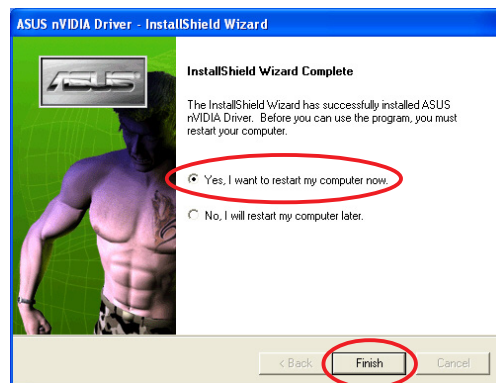 ASUS nVIDIA Driver - InstallShield Wizard
ASUS
InstallShield Wizard Complete
The InstallShield Wizard has successfully installed ASUS
nVIDIA Driver. Before you can use the program, you must
restart your computer.
Yes, I want to restart my computer now.
No, I will restart my computer later.
< Back
Finish
Cancel